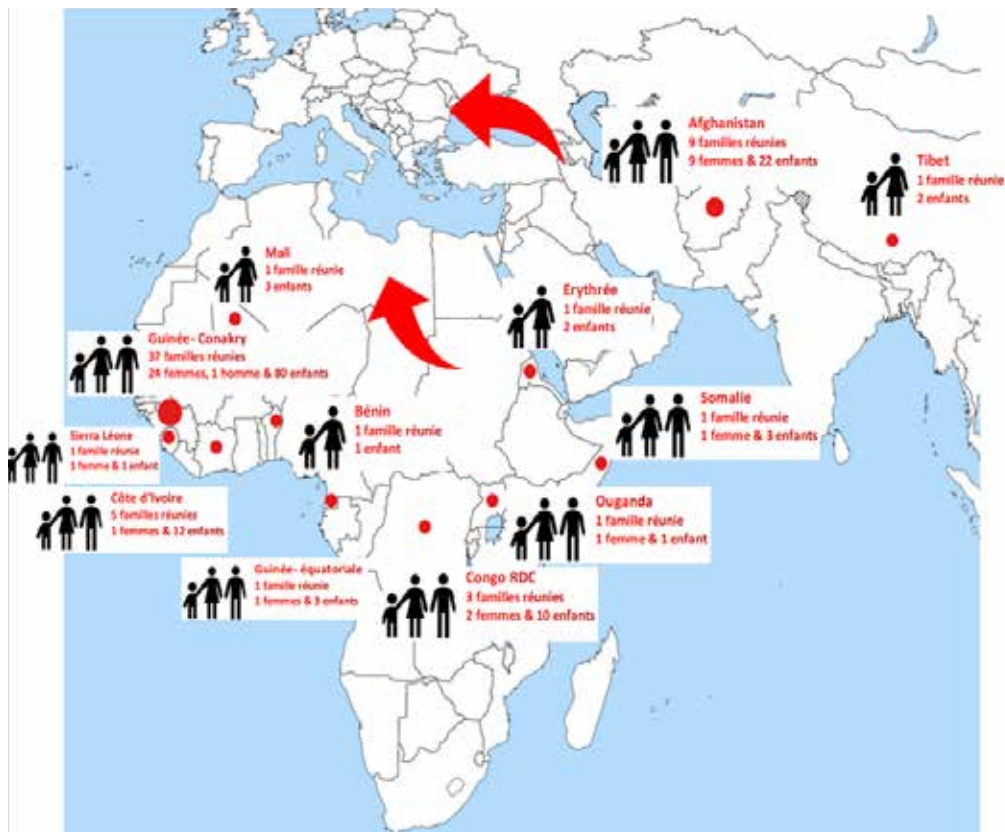 Afghanistan
9 familles réunies
9 femmes & 22 enfants
Tibet
1 famille réunie
2 enfants
Mali
1 famille réunie
3 enfants
Erythrée
1 famille réunie
2 enfants
Guinée- Conakry
37 familles réunies
24 femmes, 1 homme & 80 enfants
Somalie
1 famille réunie
1 femme & 3 enfants
Bénin
1 famille réunie
1 enfant
Sierra Léone
1 famille réunie
1 femme & 1 enfant
Côte d'Ivoire
5 familles réunies
1 femmes & 12 enfants
Ouganda
1 famille réunie
1 femme & 1 enfant
Guinée- équatoriale
1 famille réunie
1 femmes & 3 enfants
Congo RDC
3 familles réunies
2 femmes & 10 enfants